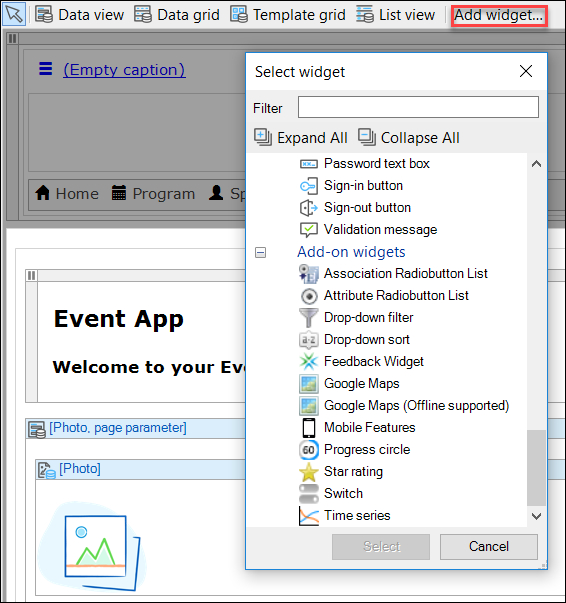 Data view Data grid Template grid List view Add widget...
(Empty caption)
Home Program Sp
Event App
Welcome to your Eve
[Photo, page parameter]
[Photo]
Select widget
Filter
Expand All Collapse All
Password text box
Sign-in button
Sign-out button
Validation message
Add-on widgets
Association Radiobutton List
Attribute Radiobutton List
Drop-down filter
a-z Drop-down sort
Feedback Widget
Google Maps
Google Maps (Offline supported)
Mobile Features
60 Progress circle
Star rating
Switch
Time series
Select Cancel